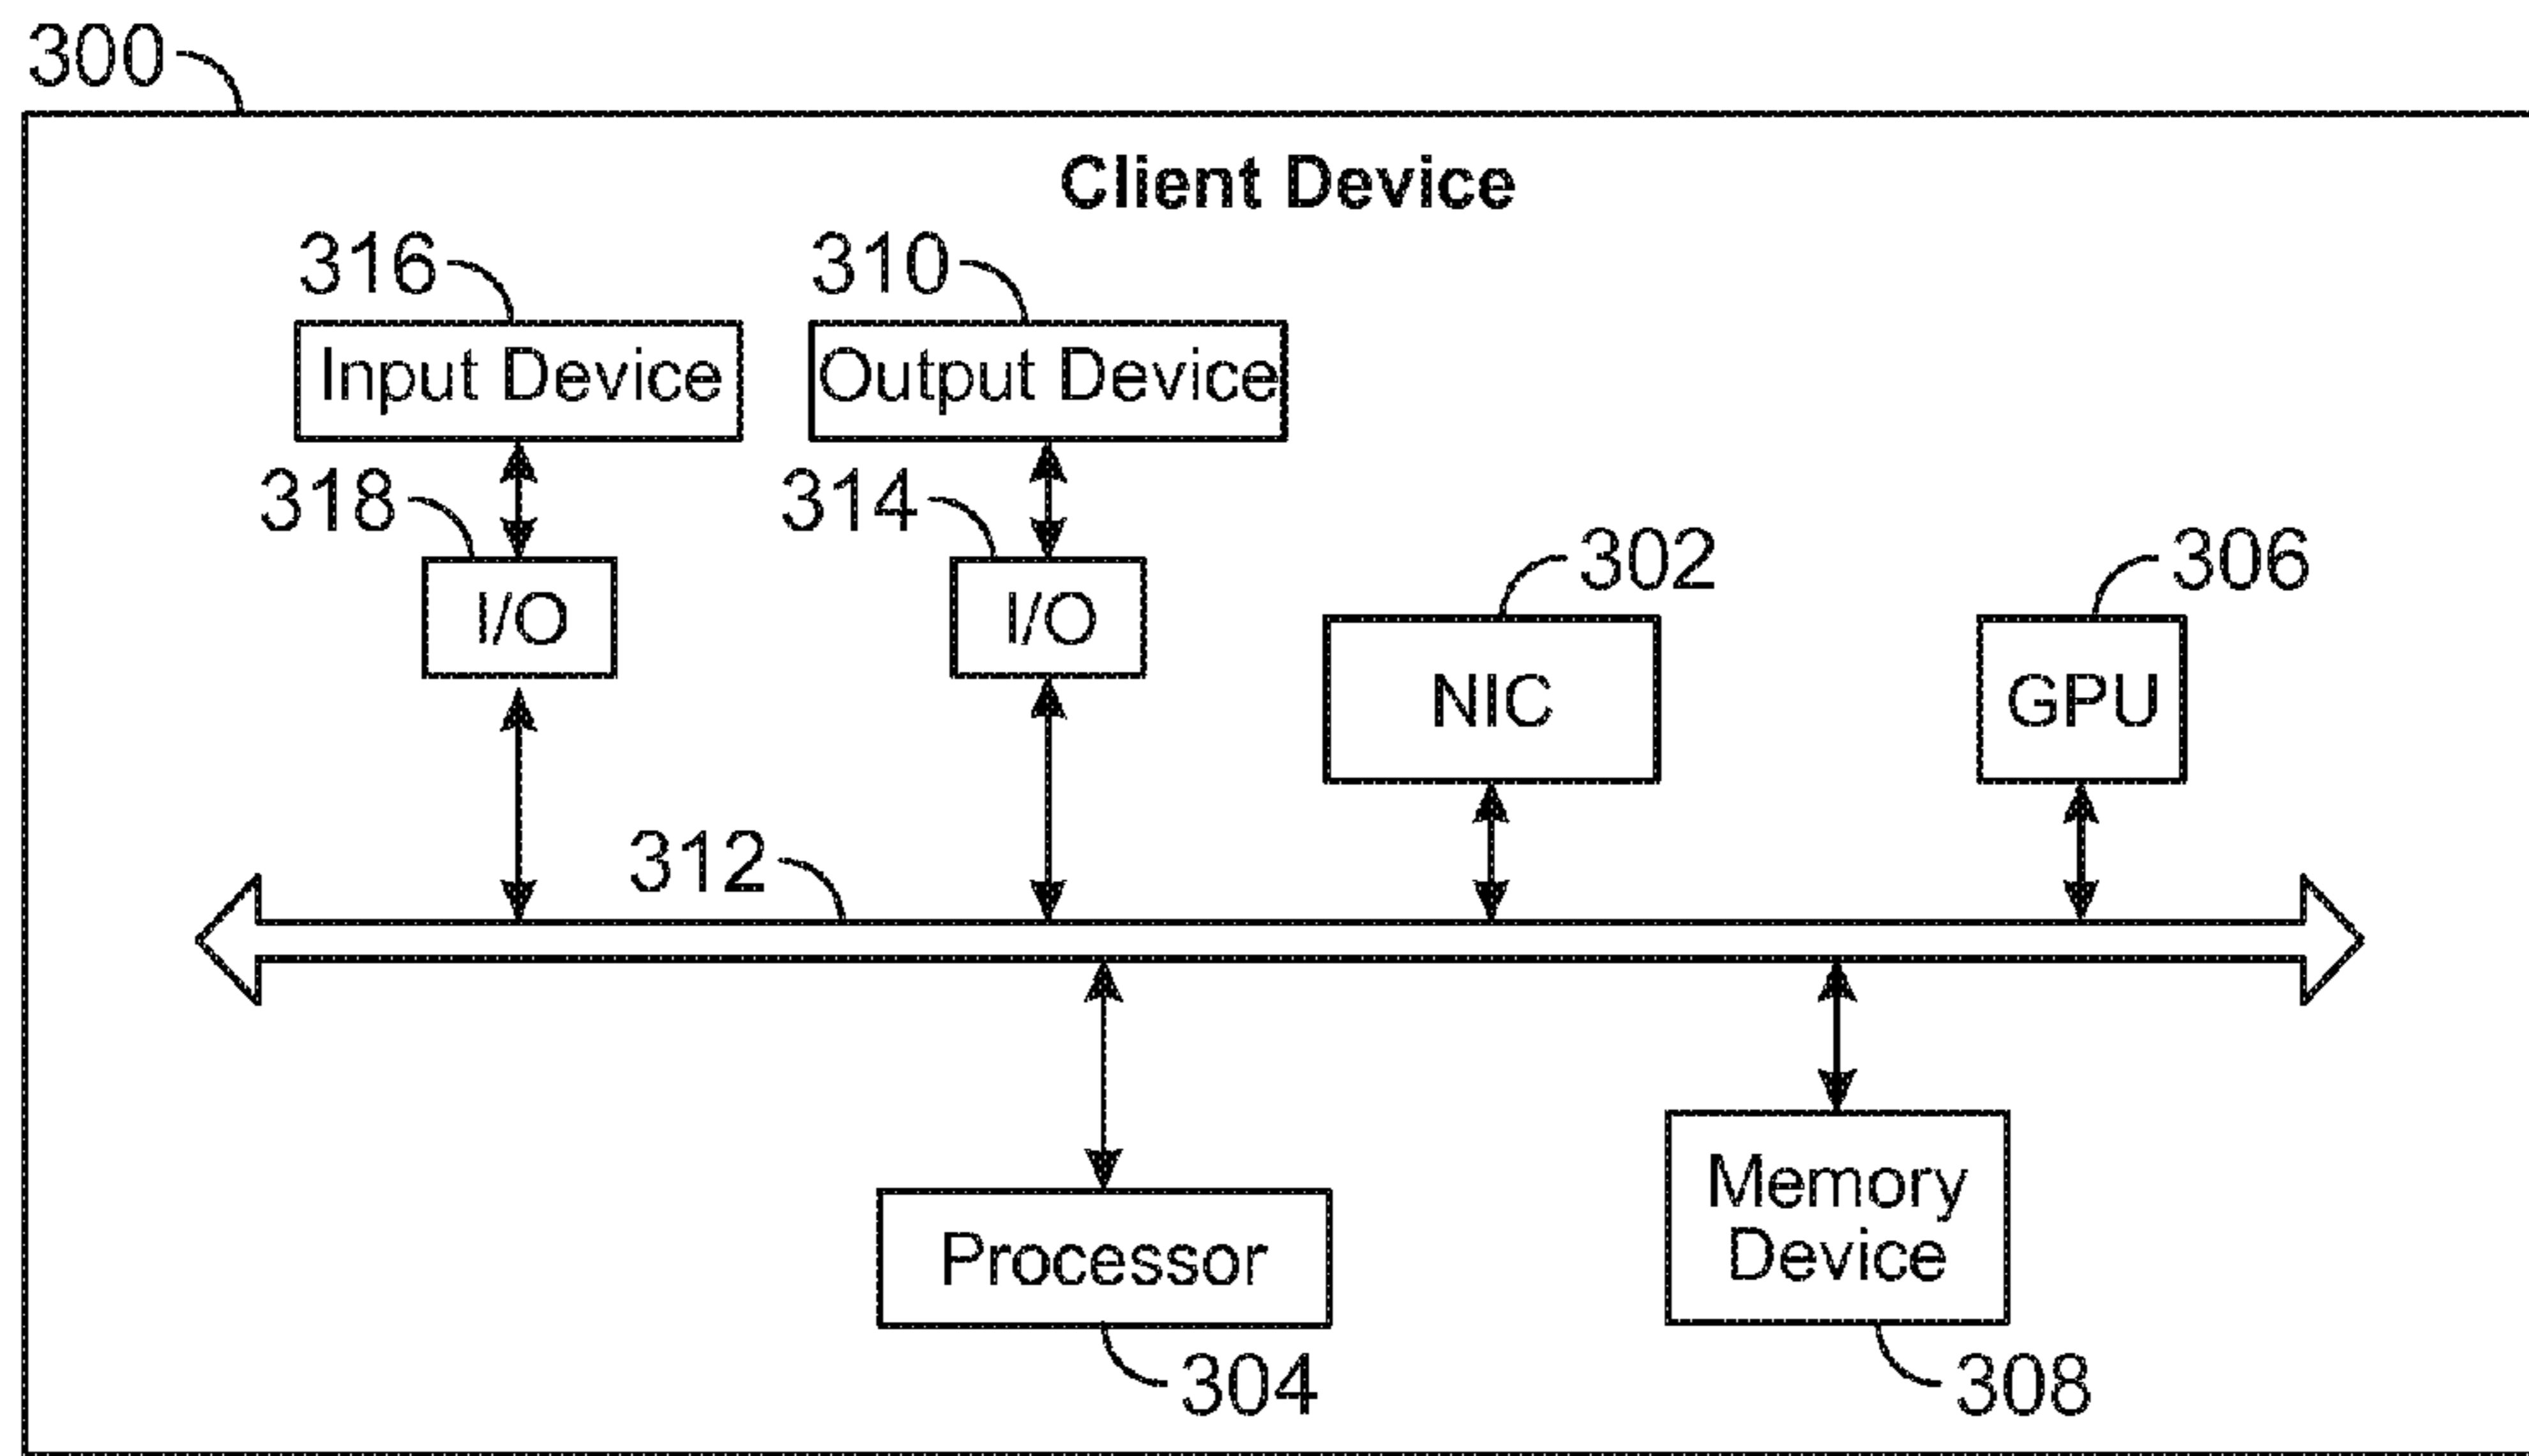 300
Client Device
316
310
Input Device
Output Device
318
314
I/O
I/O
302
306
NIC
GPU
312
Processor
Memory
Device
304
308